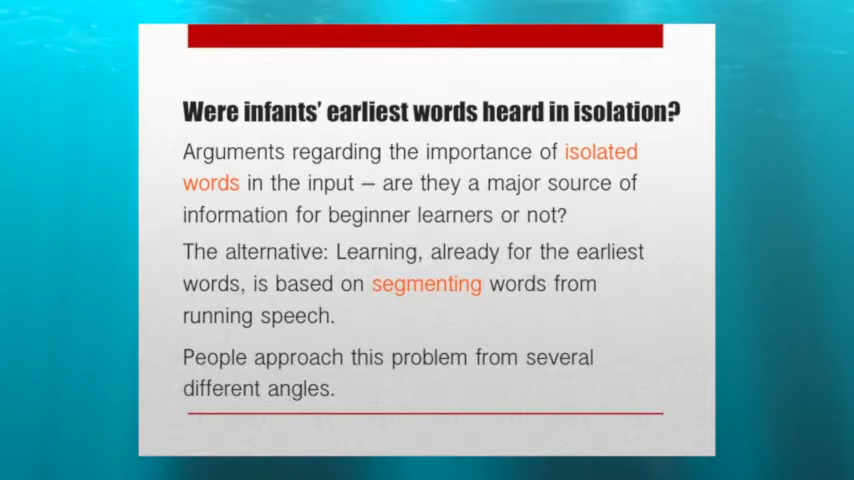 Were infants' earliest words heard in isolation?
Arguments regarding the importance of isolated
words in the input – are they a major source of
information for beginner learners or not?
The alternative: Learning, already for the earliest
words, is based on segmenting words from
running speech.
People approach this problem from several
different angles.